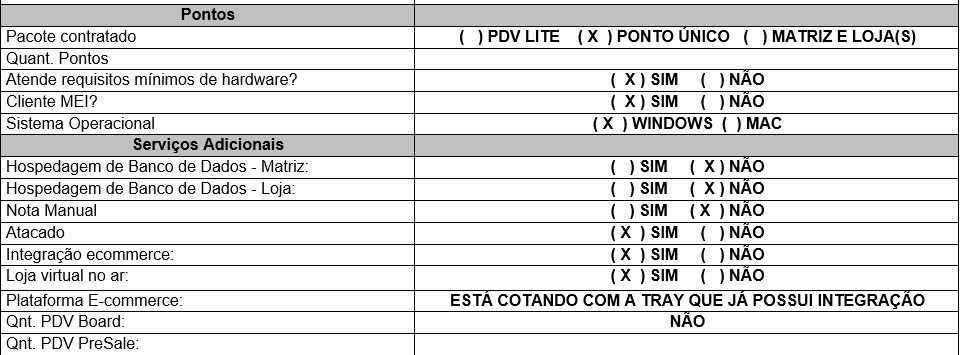 Pontos
Pacote contratado ( ) PDV LITE ( X ) PONTO ÚNICO ( ) MATRIZ E LOJA(S)
Quant. Pontos
Atende requisitos mínimos de hardware? ( X ) SIM ( ) NÃO
Cliente MEI? ( X ) SIM ( ) NÃO
Sistema Operacional ( X ) WINDOWS ( ) MAC
Serviços Adicionais
Hospedagem de Banco de Dados - Matriz: ( ) SIM ( X ) NÃO
Hospedagem de Banco de Dados - Loja: ( ) SIM ( X ) NÃO
Nota Manual ( ) SIM ( X ) NÃO
Atacado ( X ) SIM ( ) NÃO
Integração ecommerce: ( X ) SIM ( ) NÃO
Loja virtual no ar: ( X ) SIM ( ) NÃO
Plataforma E-commerce: ESTÁ COTANDO COM A TRAY QUE JÁ POSSUI INTEGRAÇÃO
Qnt. PDV Board: NÃO
Qnt. PDV PreSale: